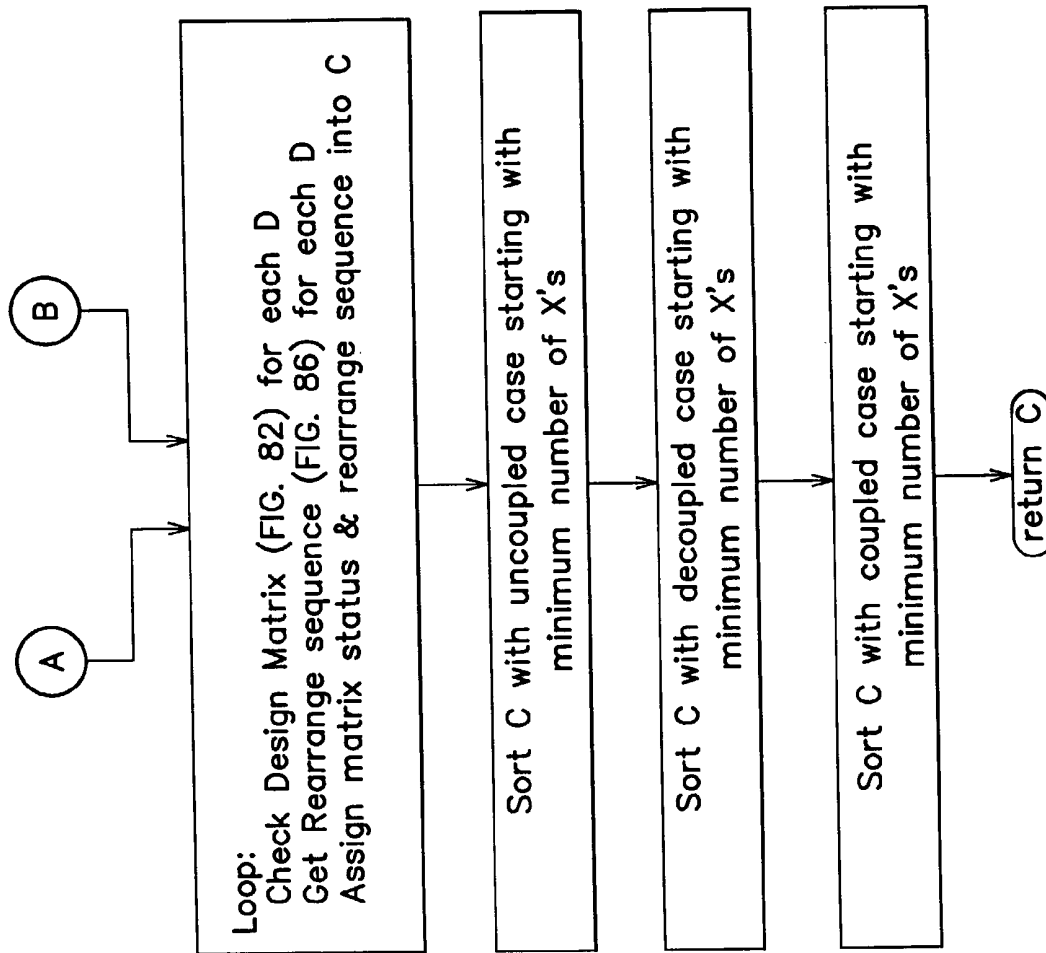 A
B
Loop:
Check Design Matrix (FIG. 82) for each D
Get Rearrange sequence (FIG. 86) for each D
Assign matrix status & rearrange sequence into C
Sort C with uncoupled case starting with
minimum number of X's
Sort C with decoupled case starting with
minimum number of X's
Sort C with coupled case starting with
minimum number of X's
return C